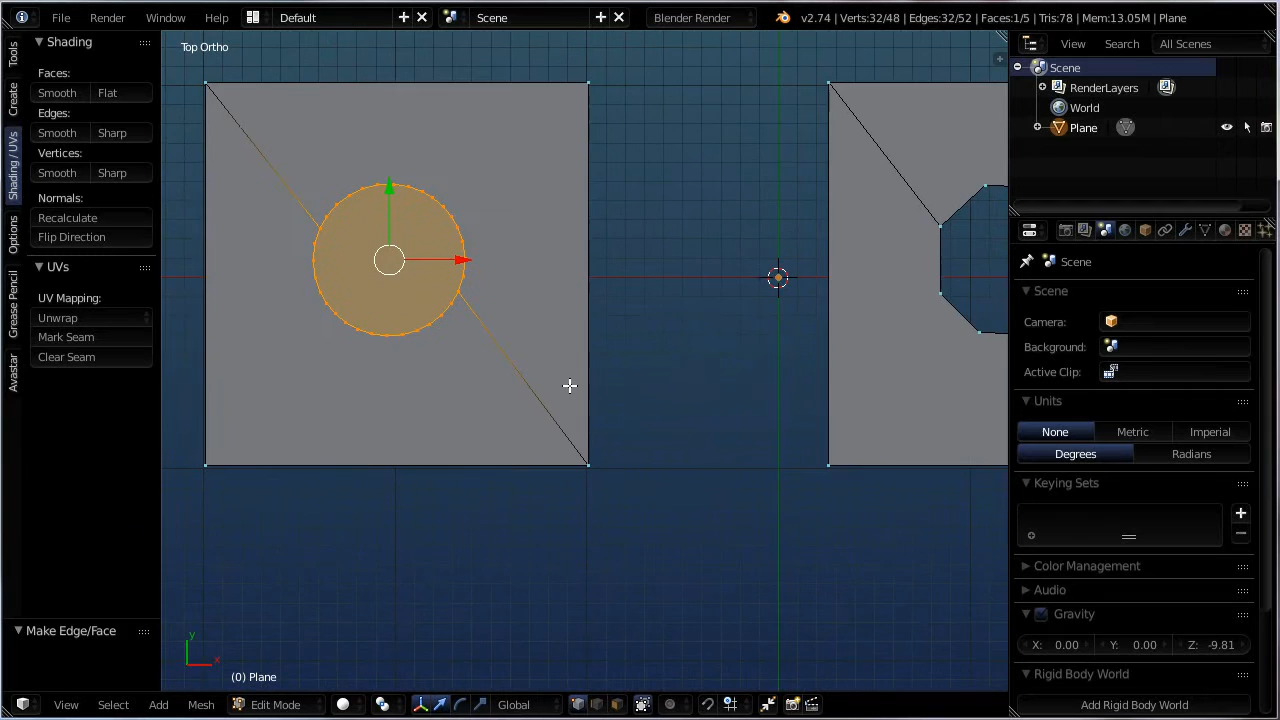 File Render Window Help Default Scene Blender Render v2.74 | Verts:32/48 | Edges:32/52 | Faces:1/5 | Tris:78 | Mem:13.05M | Plane
Tools
Create
Shading / UVs
Options
Grease Pencil
Avastar
Shading
Faces:
Smooth Flat
Edges:
Smooth Sharp
Vertices:
Smooth Sharp
Normals:
Recalculate
Flip Direction
UVs
UV Mapping:
Unwrap
Mark Seam
Clear Seam
Make Edge/Face
Top Ortho
y
x
(0) Plane
View Select Add Mesh Edit Mode Global
View Search All Scenes
Scene
RenderLayers
World
Plane
Scene
Scene
Camera:
Background:
Active Clip:
Units
None Metric Imperial
Degrees Radians
Keying Sets
Color Management
Audio
Gravity
X: 0.00 Y: 0.00 Z: -9.81
Rigid Body World
Add Rigid Body World